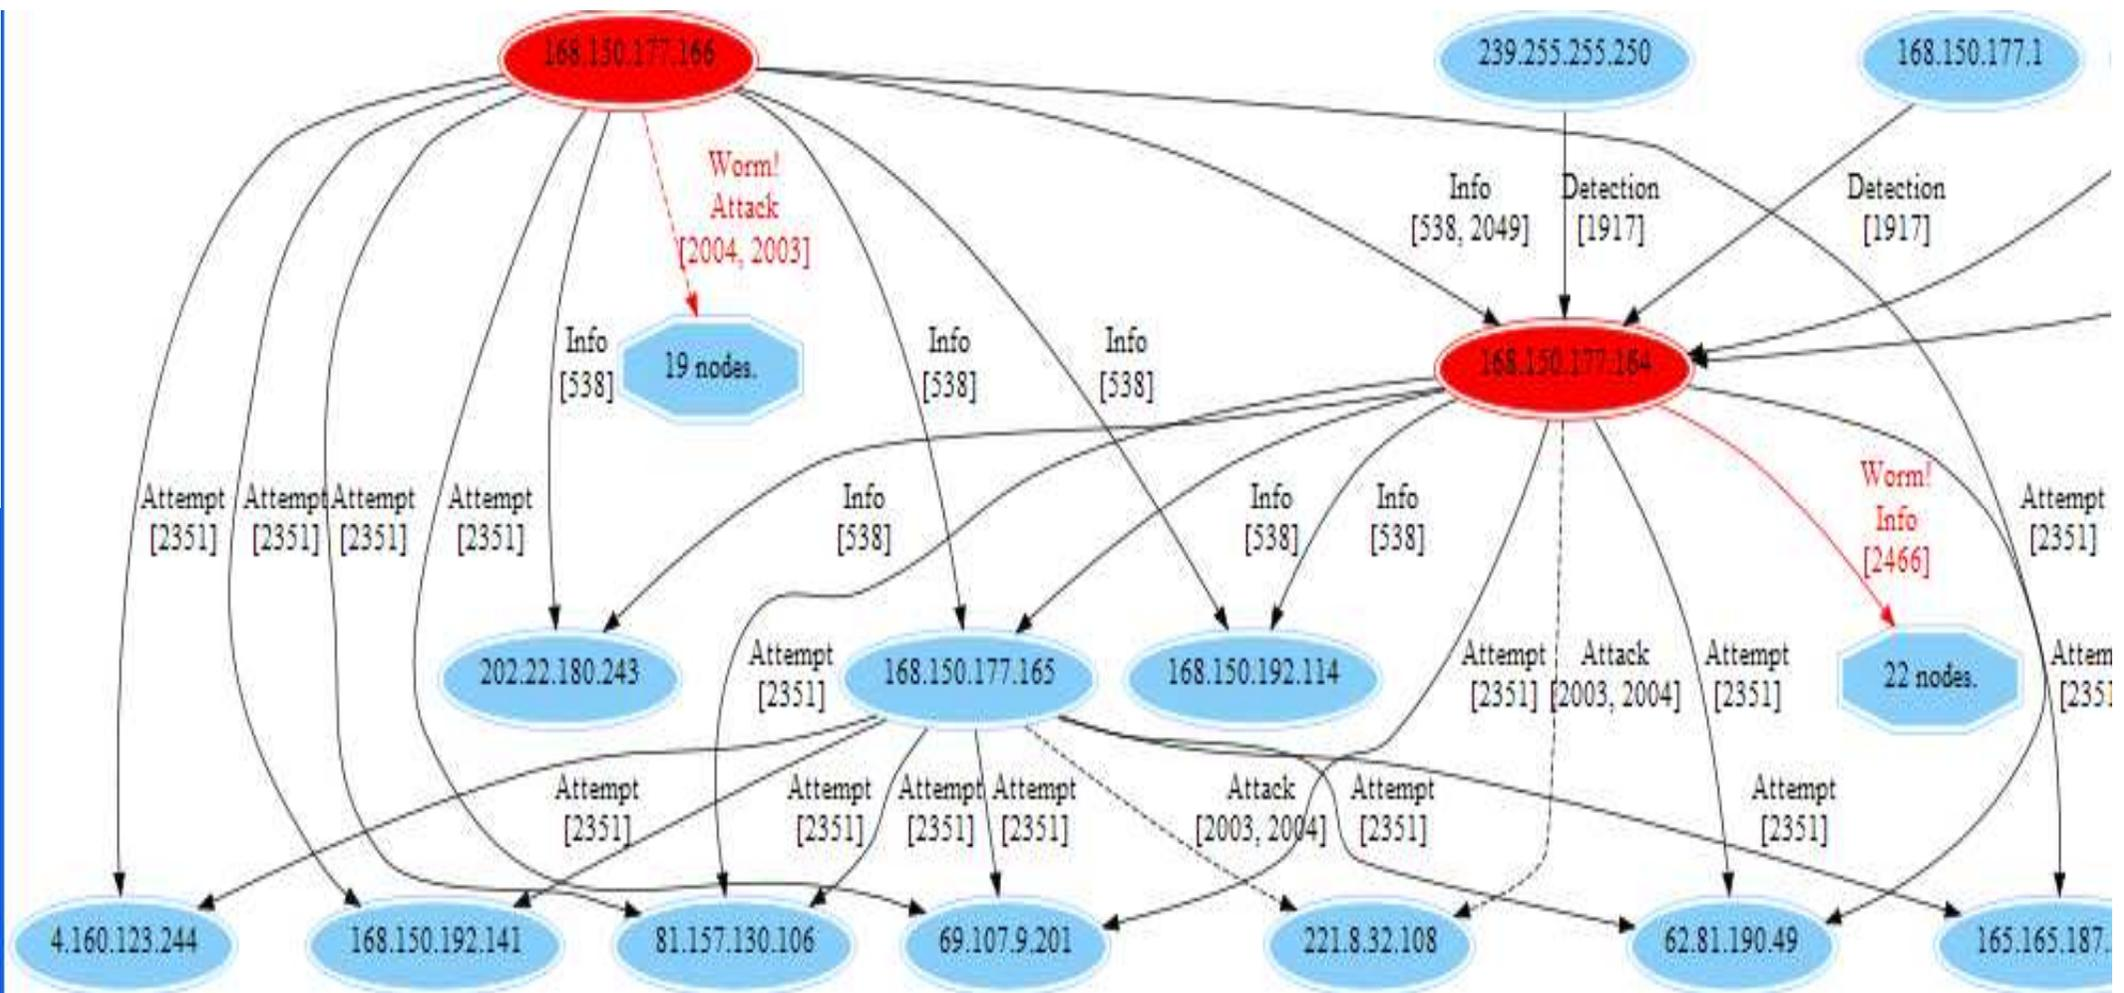 168.150.177.166
239.255.255.250
168.150.177.1
Worm!
Attack
[2004, 2003]
Info
[538, 2049]
Detection
[1917]
Detection
[1917]
19 nodes.
Info
[538]
Info
[538]
Info
[538]
168.150.177.164
Attempt
[2351]
Attempt
[2351]
Attempt
[2351]
Attempt
[2351]
Info
[538]
Info
[538]
Info
[538]
Worm!
Info
[2466]
Attempt
[2351]
202.22.180.243
Attempt
[2351]
168.150.177.165
168.150.192.114
Attempt
[2351]
Attack
[2003, 2004]
Attempt
[2351]
22 nodes.
Attem
[2351
Attempt
[2351]
Attempt
[2351]
Attempt
[2351]
Attempt
[2351]
Attack
[2003, 2004]
Attempt
[2351]
Attempt
[2351]
4.160.123.244
168.150.192.141
81.157.130.106
69.107.9.201
221.8.32.108
62.81.190.49
165.165.187.